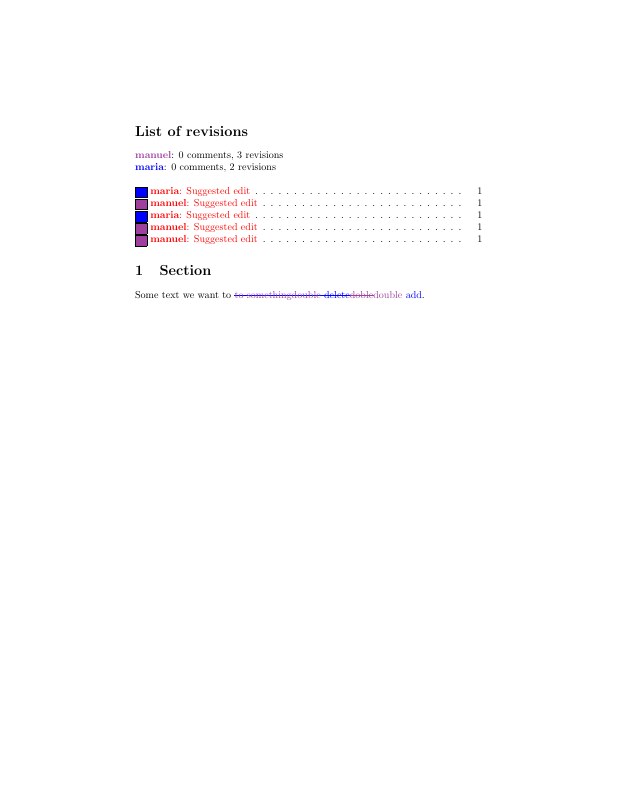 List of revisions
manuel: 0 comments, 3 revisions
maria: 0 comments, 2 revisions
maria: Suggested edit . . . . . . . . . . . . . . . . . . . . . . . . . . . 1
manuel: Suggested edit . . . . . . . . . . . . . . . . . . . . . . . . . . 1
maria: Suggested edit . . . . . . . . . . . . . . . . . . . . . . . . . . . 1
manuel: Suggested edit . . . . . . . . . . . . . . . . . . . . . . . . . . 1
manuel: Suggested edit . . . . . . . . . . . . . . . . . . . . . . . . . . 1
1 Section
Some text we want to to somethingdouble deletedobledouble add.